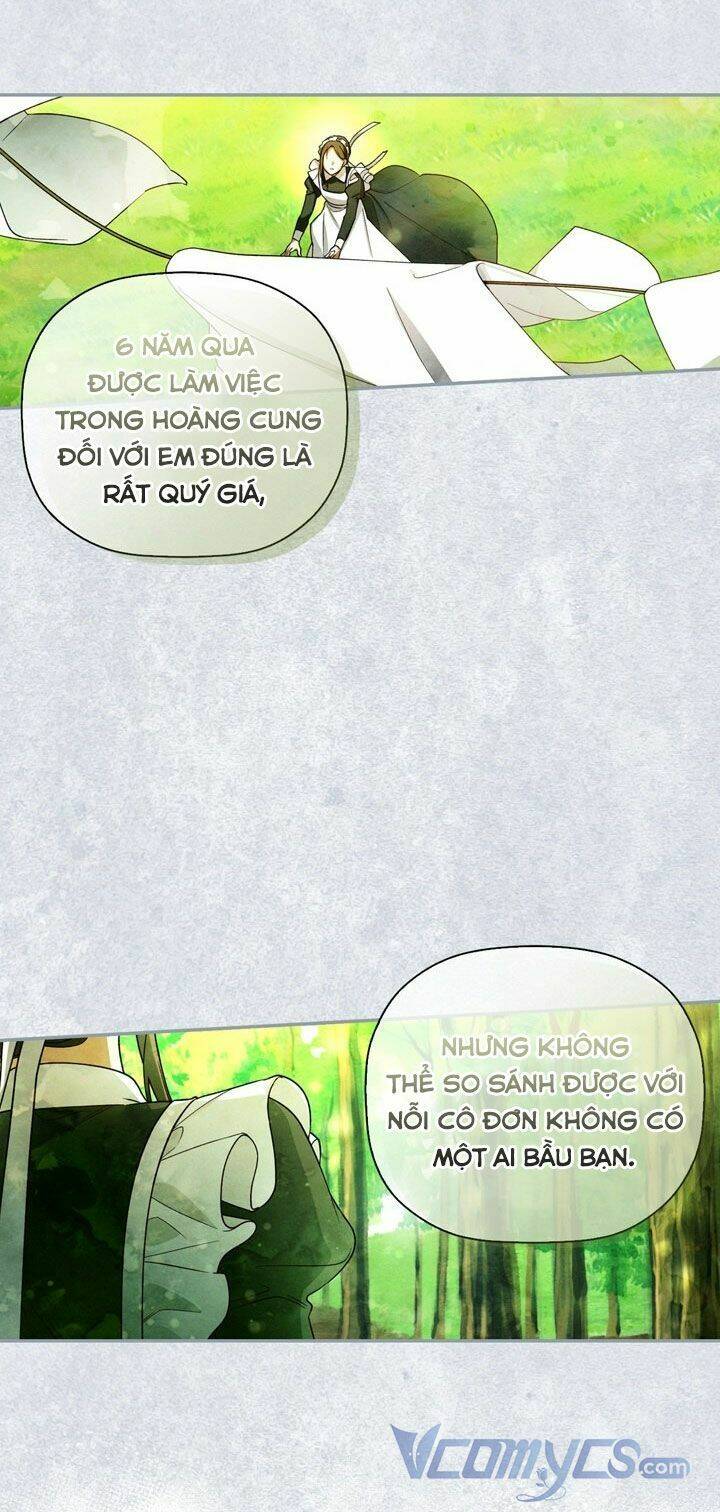 6 NĂM QUA
ĐƯỢC LÀM VIỆC
TRONG HOÀNG CUNG
ĐỐI VỚI EM ĐÚNG LÀ
RẤT QUÝ GIÁ,
NHƯNG KHÔNG
THỂ SO SÁNH ĐƯỢC VỚI
NỖI CÔ ĐƠN KHÔNG CÓ
MỘT AI BẦU BẠN.
VCOMYCS.com